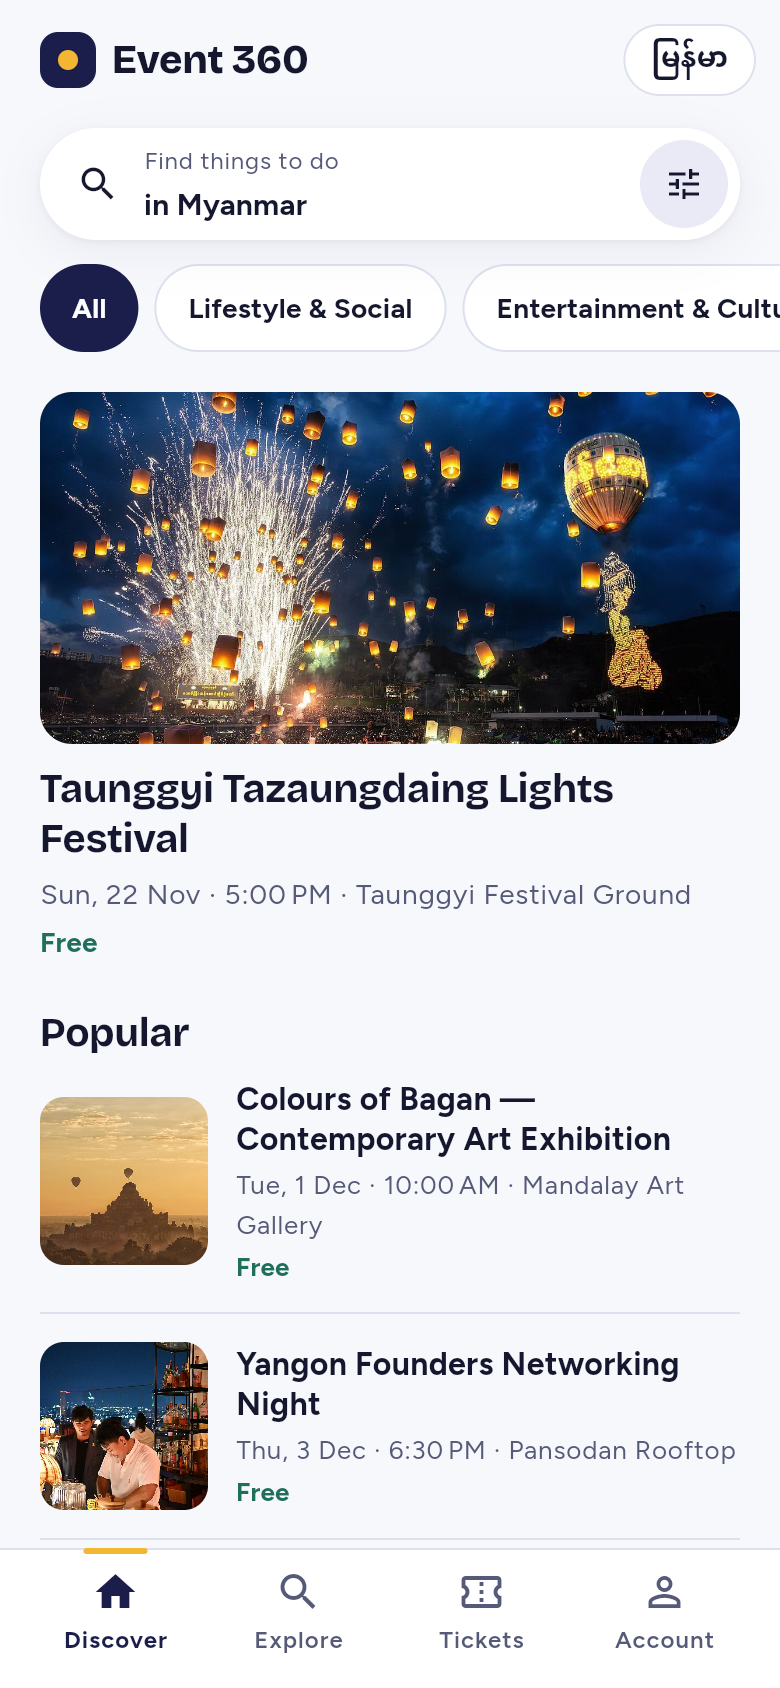 Event 360
မြန်မာ
Find things to do
in Myanmar
All
Lifestyle & Social
Entertainment & Cultu
Taunggyi Tazaungdaing Lights
Festival
Sun, 22 Nov · 5:00 PM · Taunggyi Festival Ground
Free
Popular
Colours of Bagan —
Contemporary Art Exhibition
Tue, 1 Dec · 10:00 AM · Mandalay Art
Gallery
Free
Yangon Founders Networking
Night
Thu, 3 Dec · 6:30 PM · Pansodan Rooftop
Free
Discover
Explore
Tickets
Account